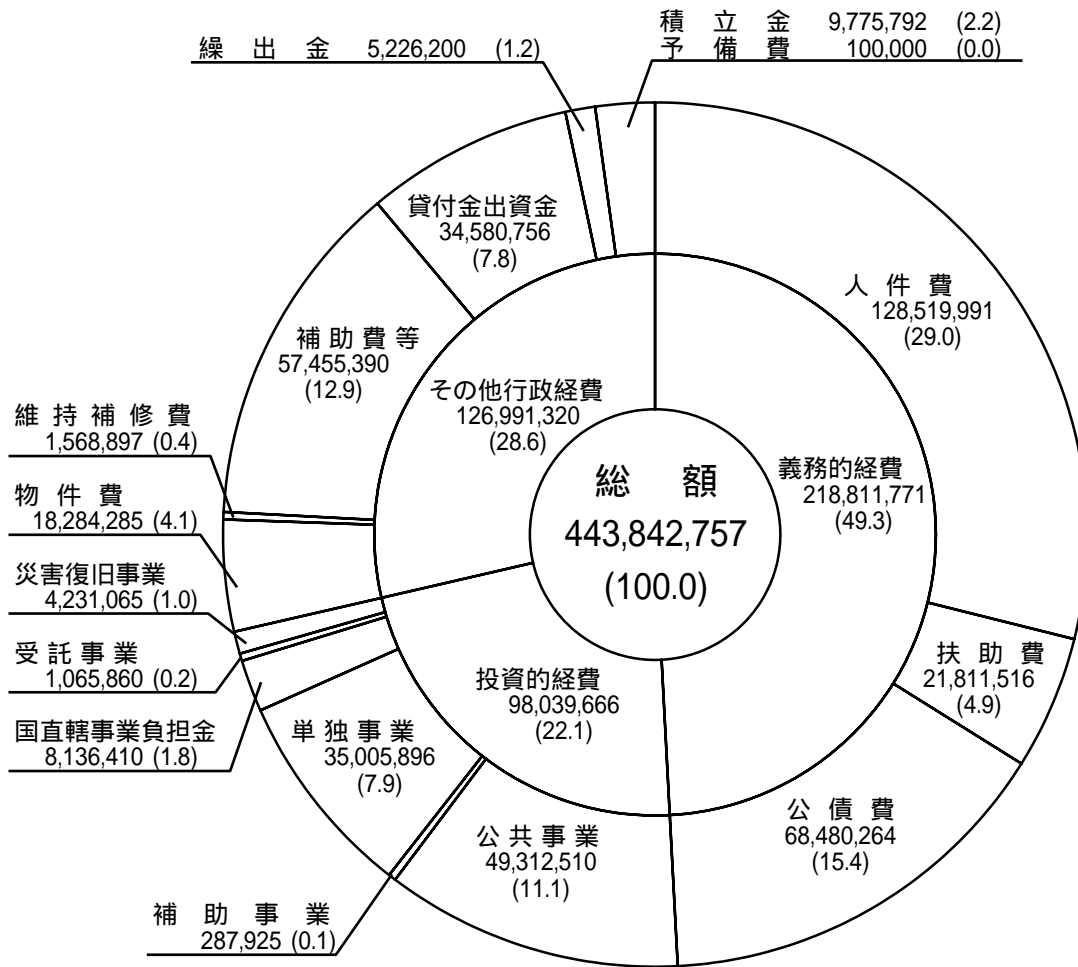 積立金 9,775,792 (2.2)
予備費 100,000 (0.0)
繰出金 5,226,200 (1.2)
貸付金出資金
34,580,756
(7.8)
人件費
128,519,991
(29.0)
補助費等
57,455,390
(12.9)
その他行政経費
126,991,320
(28.6)
維持補修費
1,568,897 (0.4)
総額
443,842,757
(100.0)
義務的経費
218,811,771
(49.3)
物件費
18,284,285 (4.1)
災害復旧事業
4,231,065 (1.0)
受託事業
1,065,860 (0.2)
扶助費
21,811,516
(4.9)
投資的経費
98,039,666
(22.1)
国直轄事業負担金
8,136,410 (1.8)
単独事業
35,005,896
(7.9)
公債費
68,480,264
(15.4)
公共事業
49,312,510
(11.1)
補助事業
287,925 (0.1)